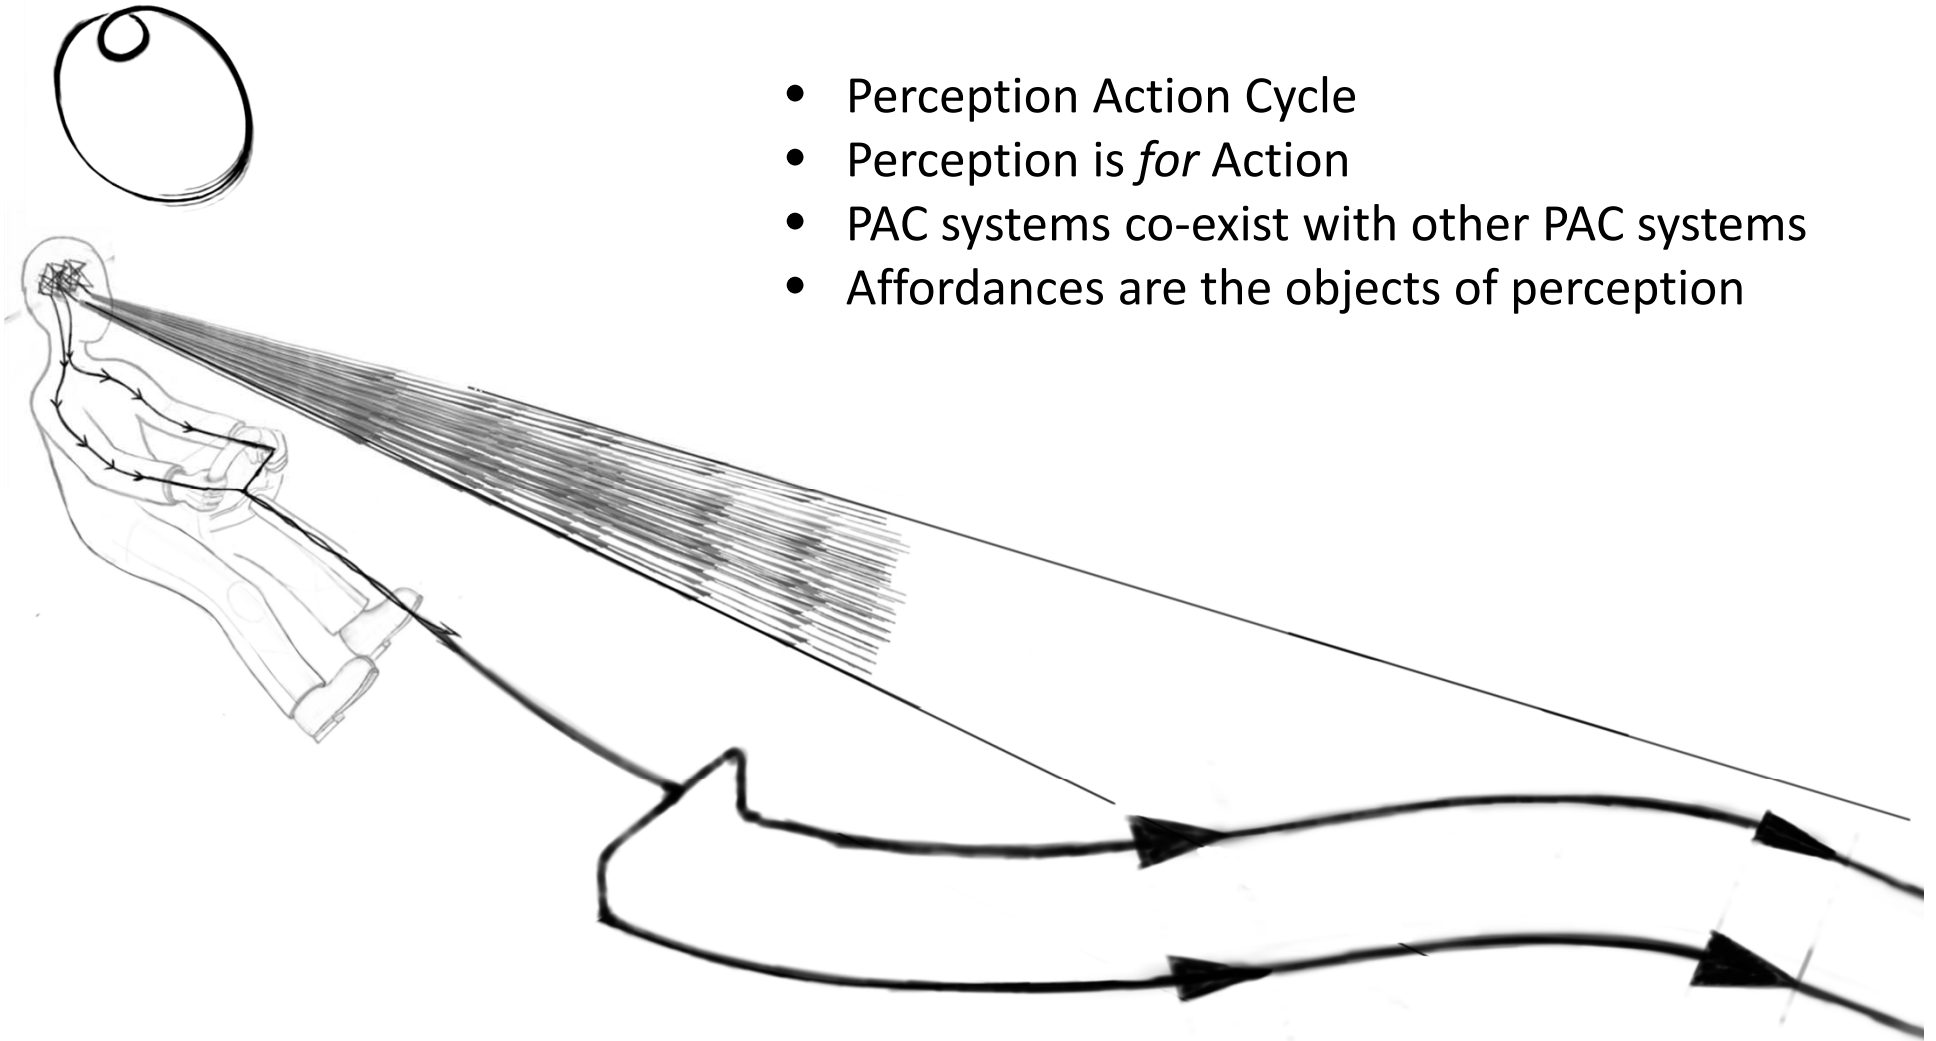 • Perception Action Cycle
• Perception is for Action
• PAC systems co-exist with other PAC systems
• Affordances are the objects of perception